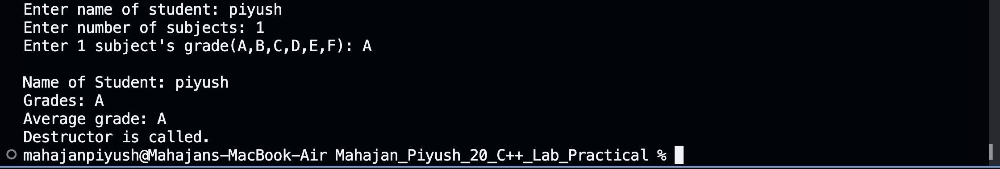 Enter name of student: piyush
Enter number of subjects: 1
Enter 1 subject's grade(A,B,C,D,E,F): A
Name of Student: piyush
Grades: A
Average grade: A
Destructor is called.
mahajanpiyush@Mahajans-MacBook-Air Mahajan_Piyush_20_C++_Lab_Practical %